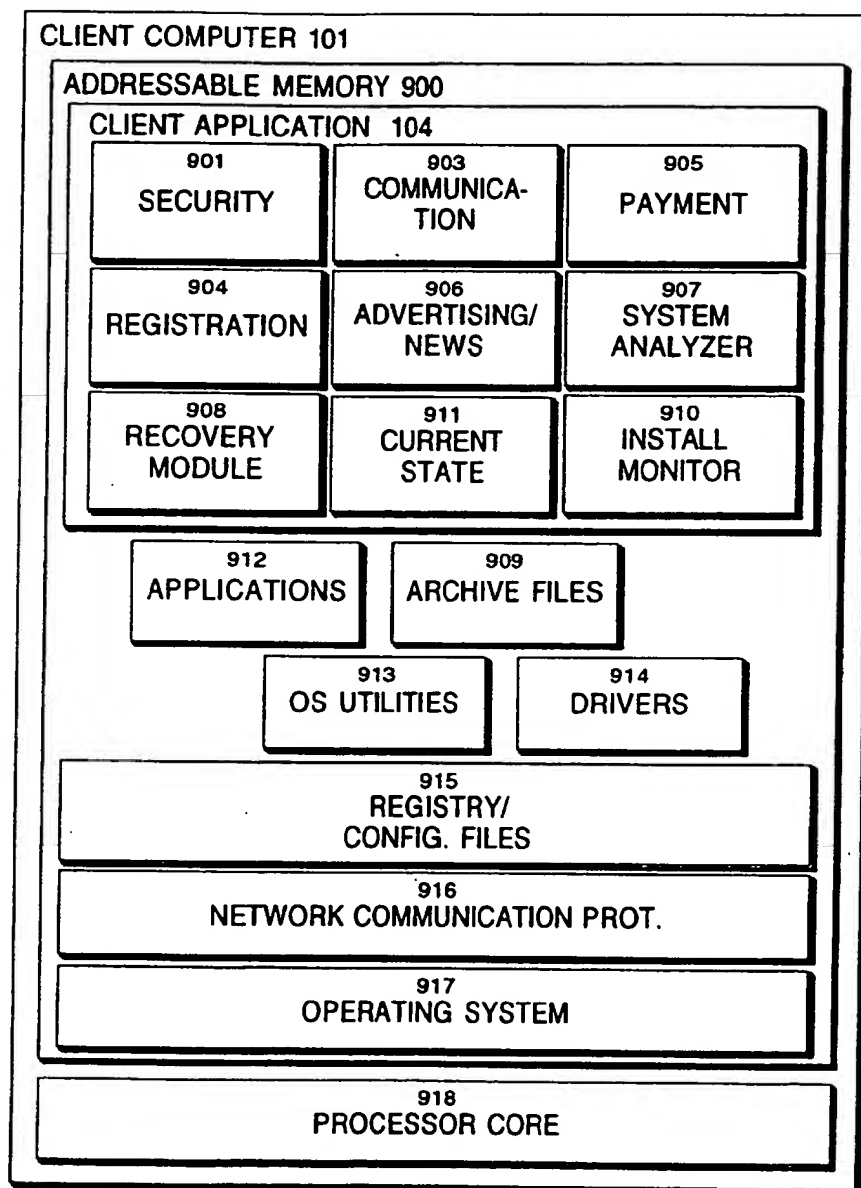 CLIENT COMPUTER 101
ADDRESSABLE MEMORY 900
CLIENT APPLICATION 104
901
SECURITY
903
COMMUNICA-
TION
905
PAYMENT
904
REGISTRATION
906
ADVERTISING/
NEWS
907
SYSTEM
ANALYZER
908
RECOVERY
MODULE
911
CURRENT
STATE
910
INSTALL
MONITOR
912
APPLICATIONS
909
ARCHIVE FILES
913
OS UTILITIES
914
DRIVERS
915
REGISTRY/
CONFIG. FILES
916
NETWORK COMMUNICATION PROT.
917
OPERATING SYSTEM
918
PROCESSOR CORE